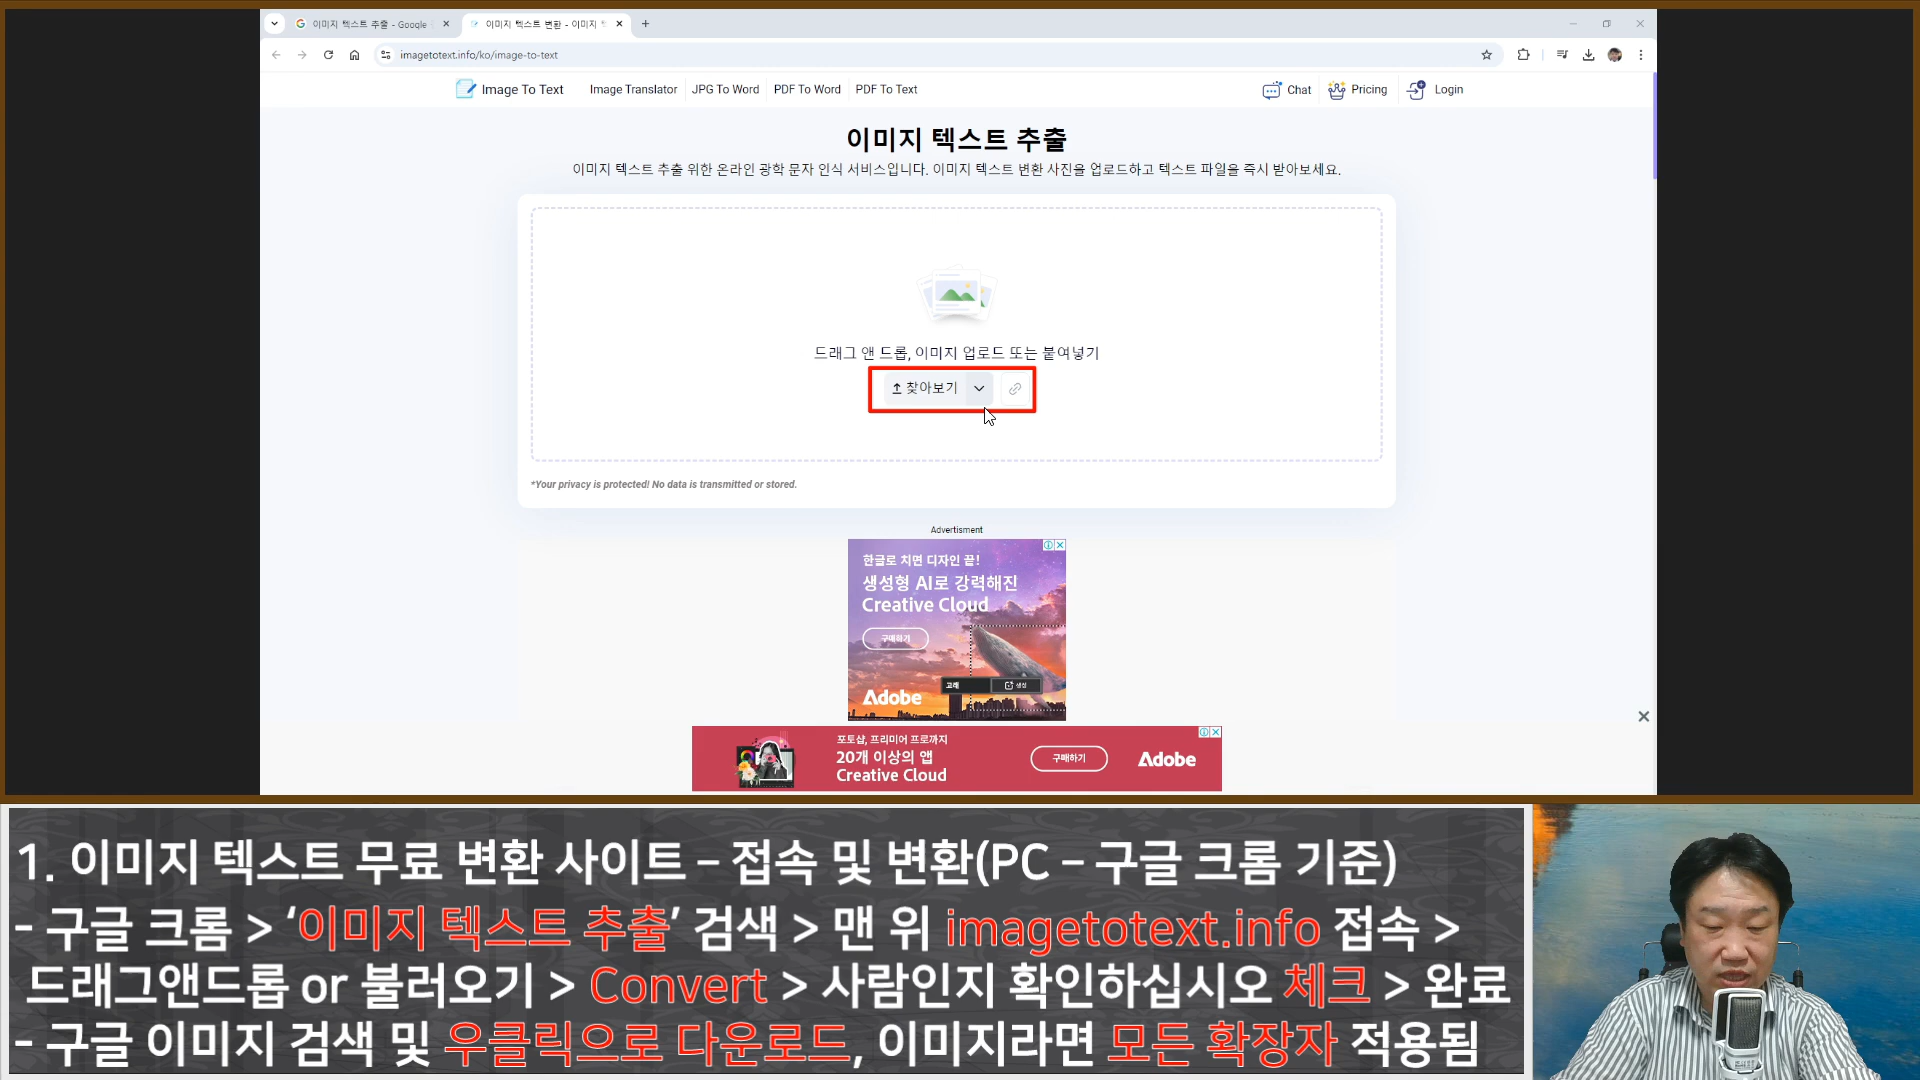 이미지 텍스트 추출 - Google
이미지 텍스트 변환 - 이미지
imagetotext.info/ko/image-to-text
Image To Text
Image Translator
JPG To Word
PDF To Word
PDF To Text
Chat
Pricing
Login
이미지 텍스트 추출
이미지 텍스트 추출 위한 온라인 광학 문자 인식 서비스입니다. 이미지 텍스트 변환 사진을 업로드하고 텍스트 파일을 즉시 받아보세요.
드래그 앤 드롭, 이미지 업로드 또는 붙여넣기
찾아보기
*Your privacy is protected! No data is transmitted or stored.
Advertisment
한글로 치면 디자인 끝!
생성형 AI로 강력해진
Creative Cloud
구매하기
고래
생성
Adobe
포토샵, 프리미어 프로까지
20개 이상의 앱
Creative Cloud
구매하기
Adobe
1. 이미지 텍스트 무료 변환 사이트 – 접속 및 변환(PC – 구글 크롬 기준)
- 구글 크롬 > ‘이미지 텍스트 추출’ 검색 > 맨 위 imagetotext.info 접속 >
드래그앤드롭 or 불러오기 > Convert > 사람인지 확인하십시오 체크 > 완료
- 구글 이미지 검색 및 우클릭으로 다운로드, 이미지라면 모든 확장자 적용됨